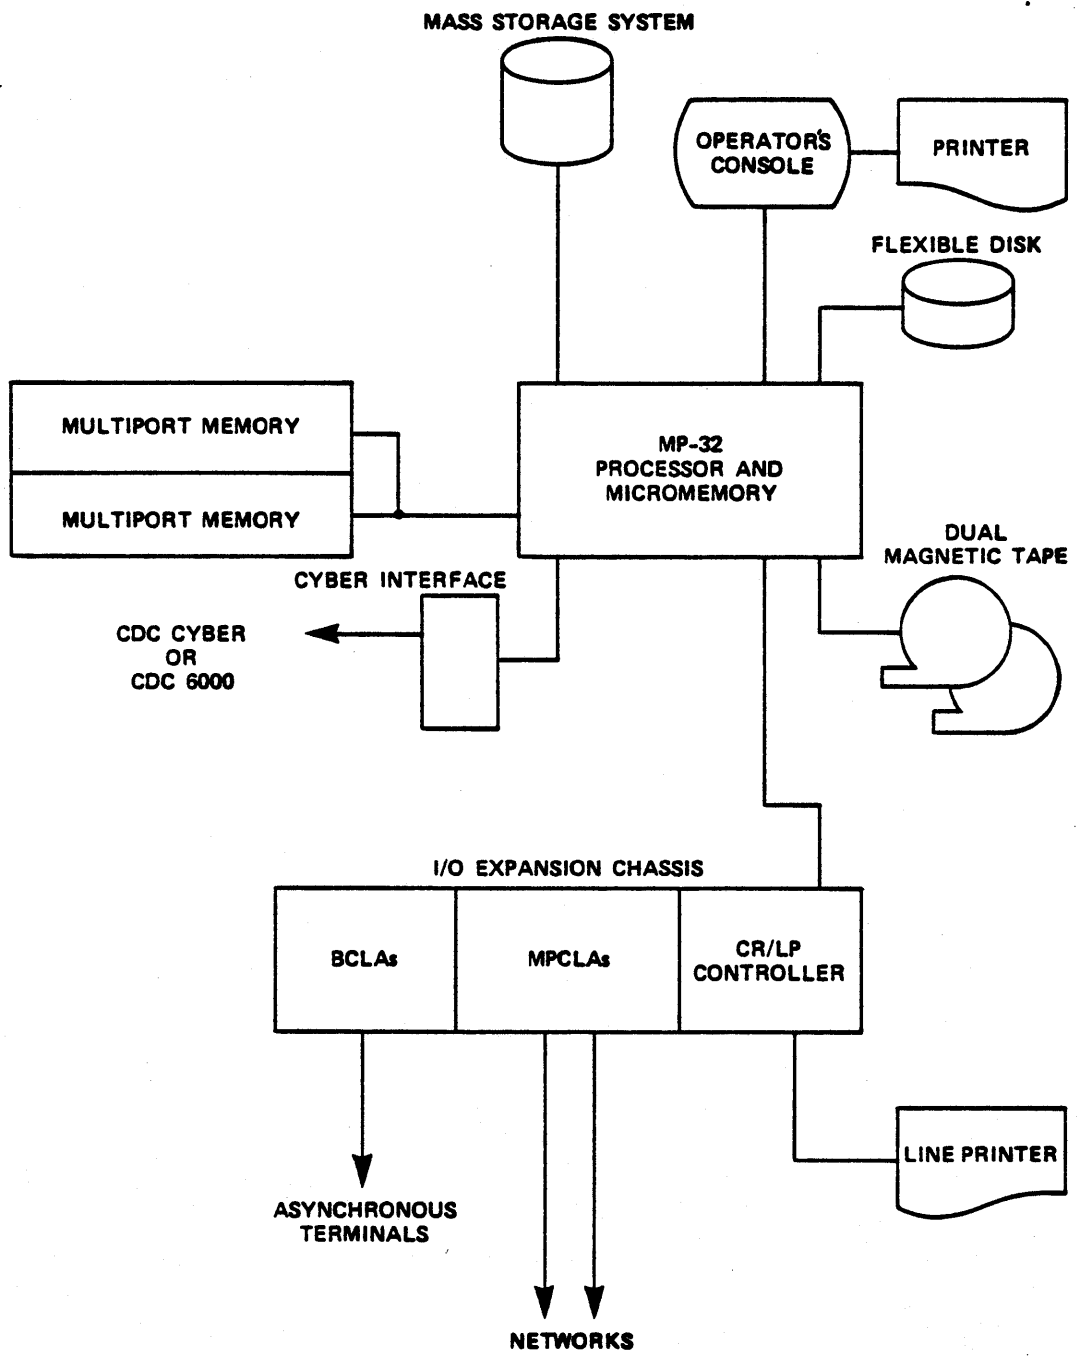 MASS STORAGE SYSTEM
OPERATOR'S
CONSOLE
PRINTER
FLEXIBLE DISK
MULTIPORT MEMORY
MULTIPORT MEMORY
MP-32
PROCESSOR AND
MICROMEMORY
DUAL
MAGNETIC TAPE
CYBER INTERFACE
CDC CYBER
OR
CDC 6000
I/O EXPANSION CHASSIS
BCLAs
MPCLAs
CR/LP
CONTROLLER
LINE PRINTER
ASYNCHRONOUS
TERMINALS
NETWORKS